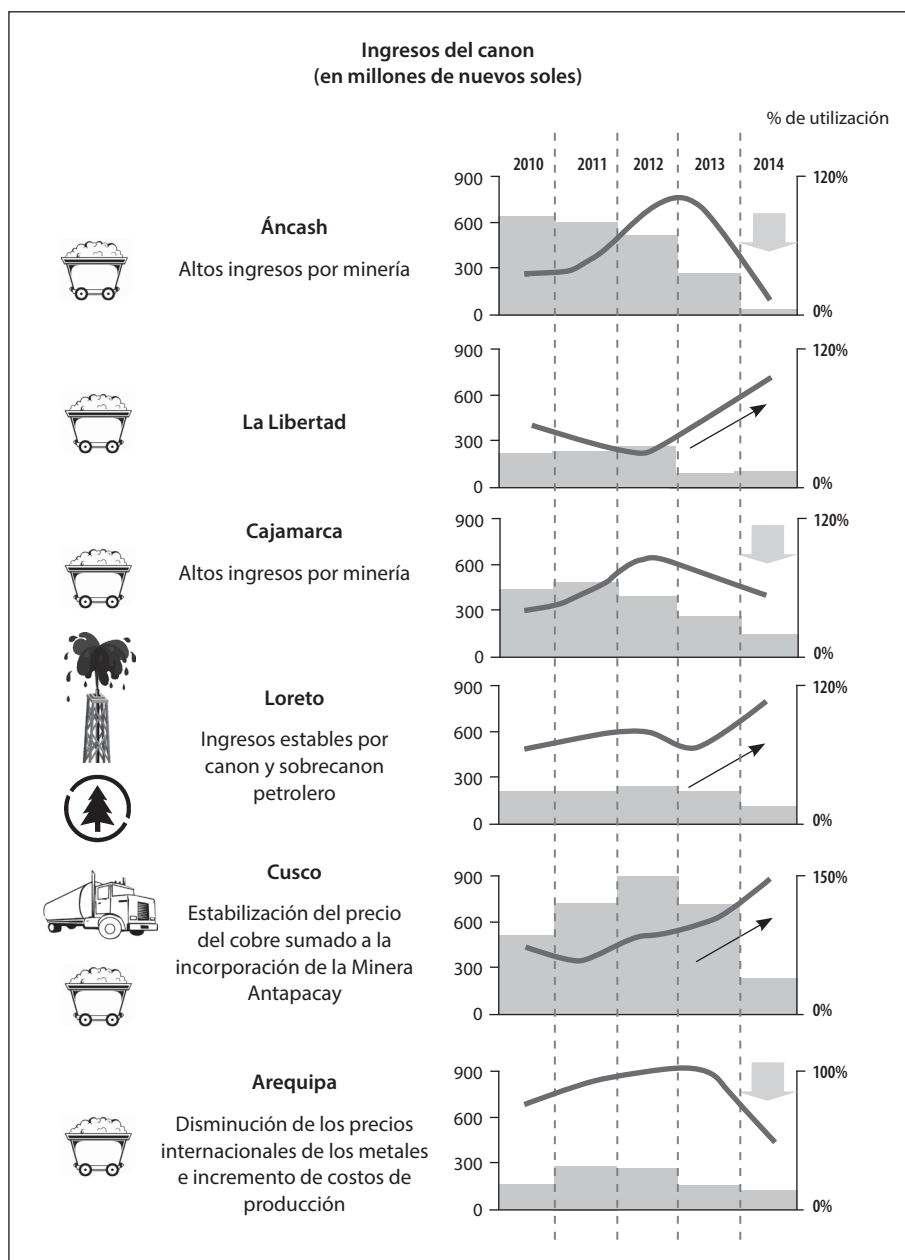 Ingresos del canon
(en millones de nuevos soles)
% de utilización
2010 2011 2012 2013 2014
Áncash
Altos ingresos por minería
900
600
300
0
120%
0%
La Libertad
900
600
300
0
120%
0%
Cajamarca
Altos ingresos por minería
900
600
300
0
120%
0%
Loreto
Ingresos estables por
canon y sobrecanon
petrolero
900
600
300
0
120%
0%
Cusco
Estabilización del precio
del cobre sumado a la
incorporación de la Minera
Antapacay
900
600
300
0
150%
0%
Arequipa
Disminución de los precios
internacionales de los metales
e incremento de costos de
producción
900
600
300
0
100%
0%